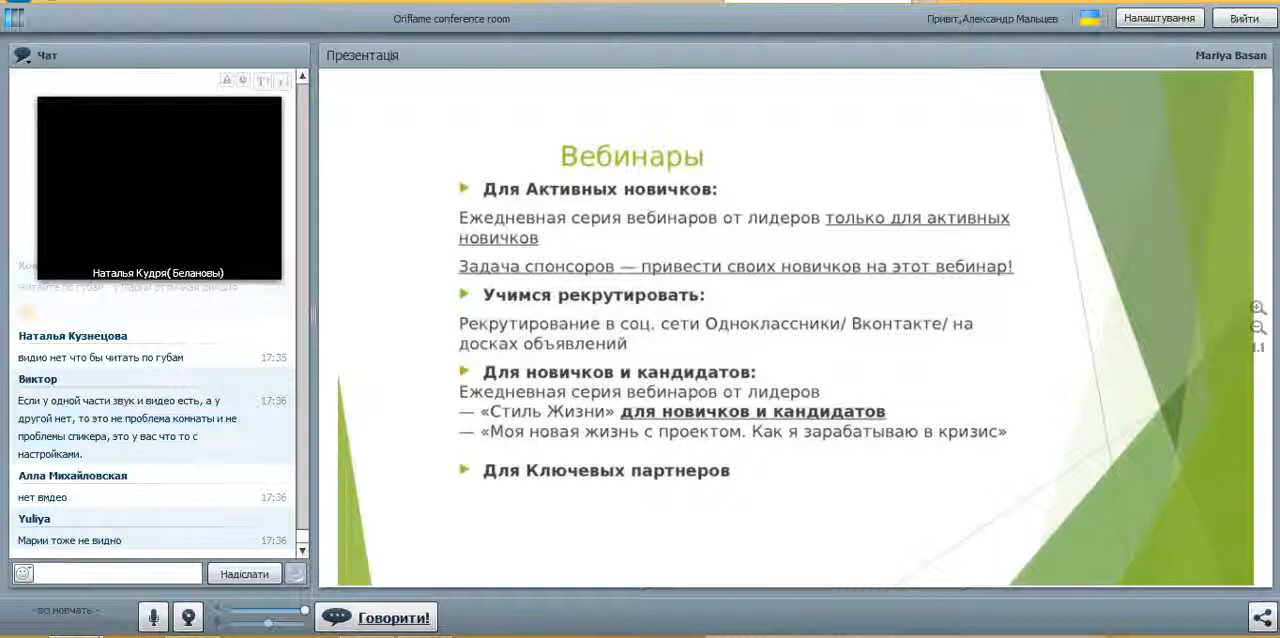 Oriflame conference room
Привіт,Александр Мальцев
Налаштування
Вийти
Чат
Наталья Кудря( Белановы)
Наталья Кузнецова
видио нет что бы читать по губам 17:35
Виктор
Если у одной части звук и видео есть, а у 17:36
другой нет, то это не проблема комнаты и не
проблемы спикера, это у вас что то с
настройками.
Алла Михайловская
нет вмдео 17:36
Yuliya
Марии тоже не видно 17:36
Надіслати
- всі мовчать -
Говорити!
Презентація
Mariya Basan
Вебинары
Для Активных новичков:
Ежедневная серия вебинаров от лидеров только для активных
новичков
Задача спонсоров — привести своих новичков на этот вебинар!
Учимся рекрутировать:
Рекрутирование в соц. сети Одноклассники/ Вконтакте/ на
досках объявлений
Для новичков и кандидатов:
Ежедневная серия вебинаров от лидеров
— «Стиль Жизни» для новичков и кандидатов
— «Моя новая жизнь с проектом. Как я зарабатываю в кризис»
Для Ключевых партнеров
1:1